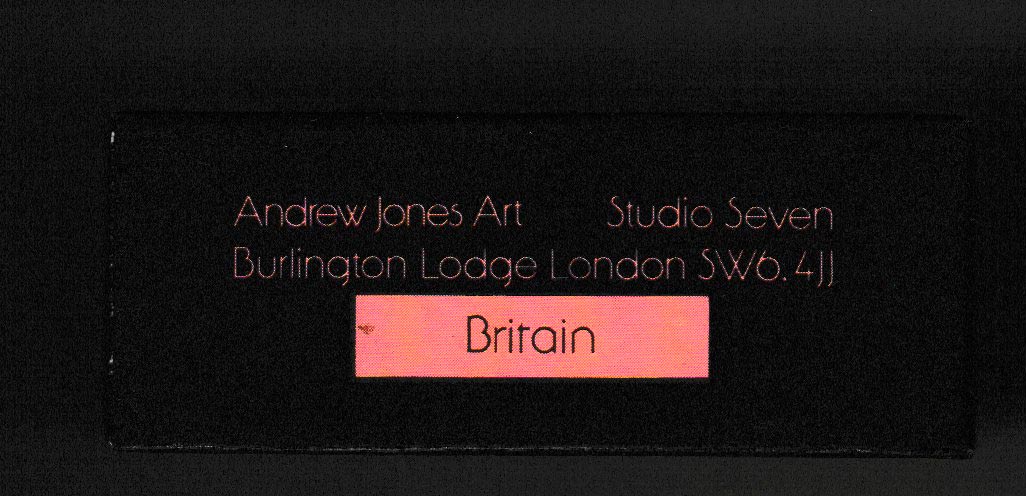 Andrew Jones Art Studio Seven
Burlington Lodge London SW6. 4JJ
Britain